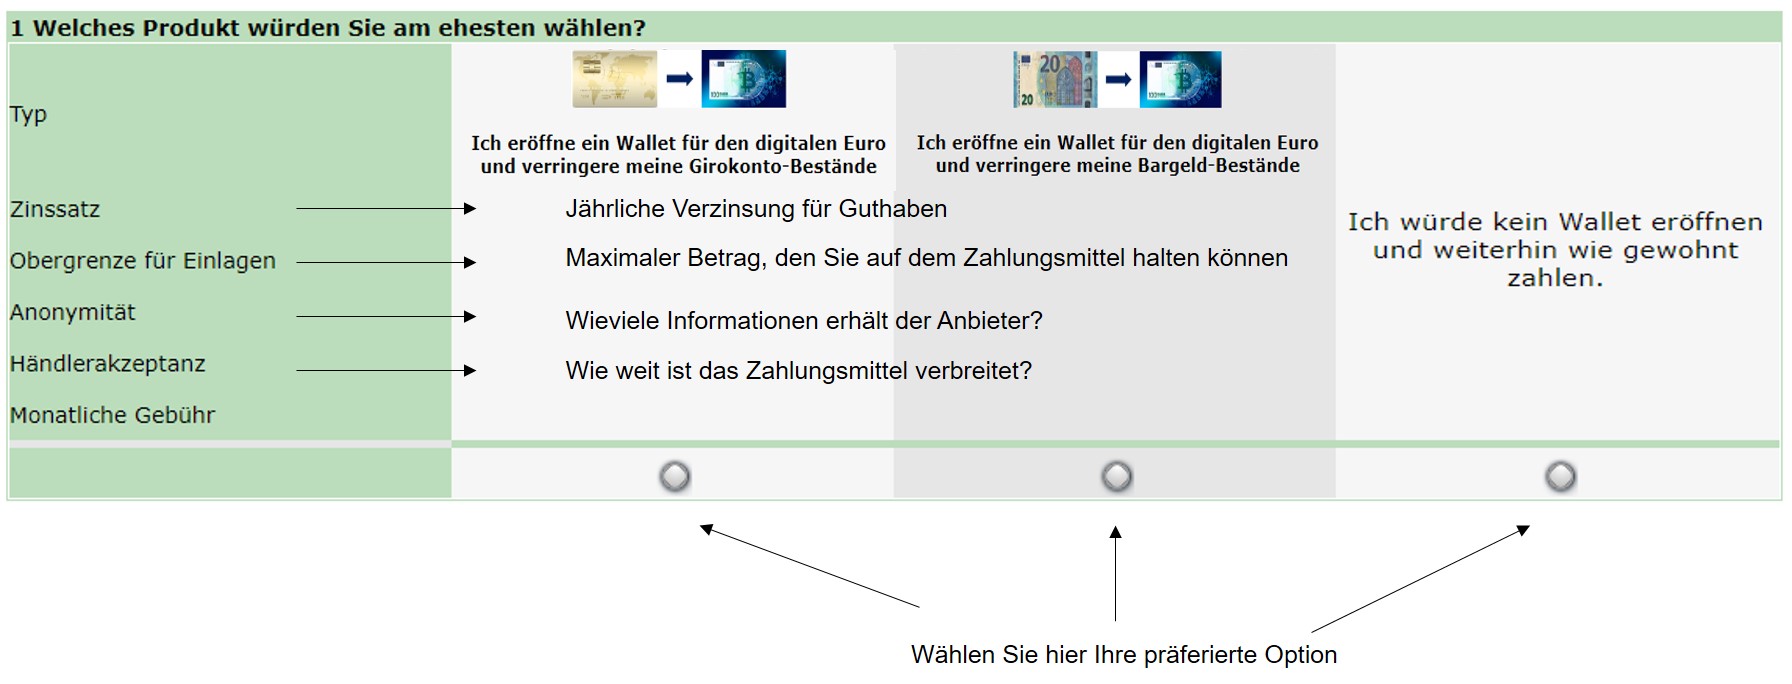 1 Welches Produkt würden Sie am ehesten wählen?
Typ
20
20
Ich eröffne ein Wallet für den digitalen Euro
und verringere meine Girokonto-Bestände
Ich eröffne ein Wallet für den digitalen Euro
und verringere meine Bargeld-Bestände
Zinssatz
Jährliche Verzinsung für Guthaben
Obergrenze für Einlagen
Maximaler Betrag, den Sie auf dem Zahlungsmittel halten können
Anonymität
Wieviele Informationen erhält der Anbieter?
Händlerakzeptanz
Wie weit ist das Zahlungsmittel verbreitet?
Monatliche Gebühr
Ich würde kein Wallet eröffnen
und weiterhin wie gewohnt
zahlen.
Wählen Sie hier Ihre präferierte Option